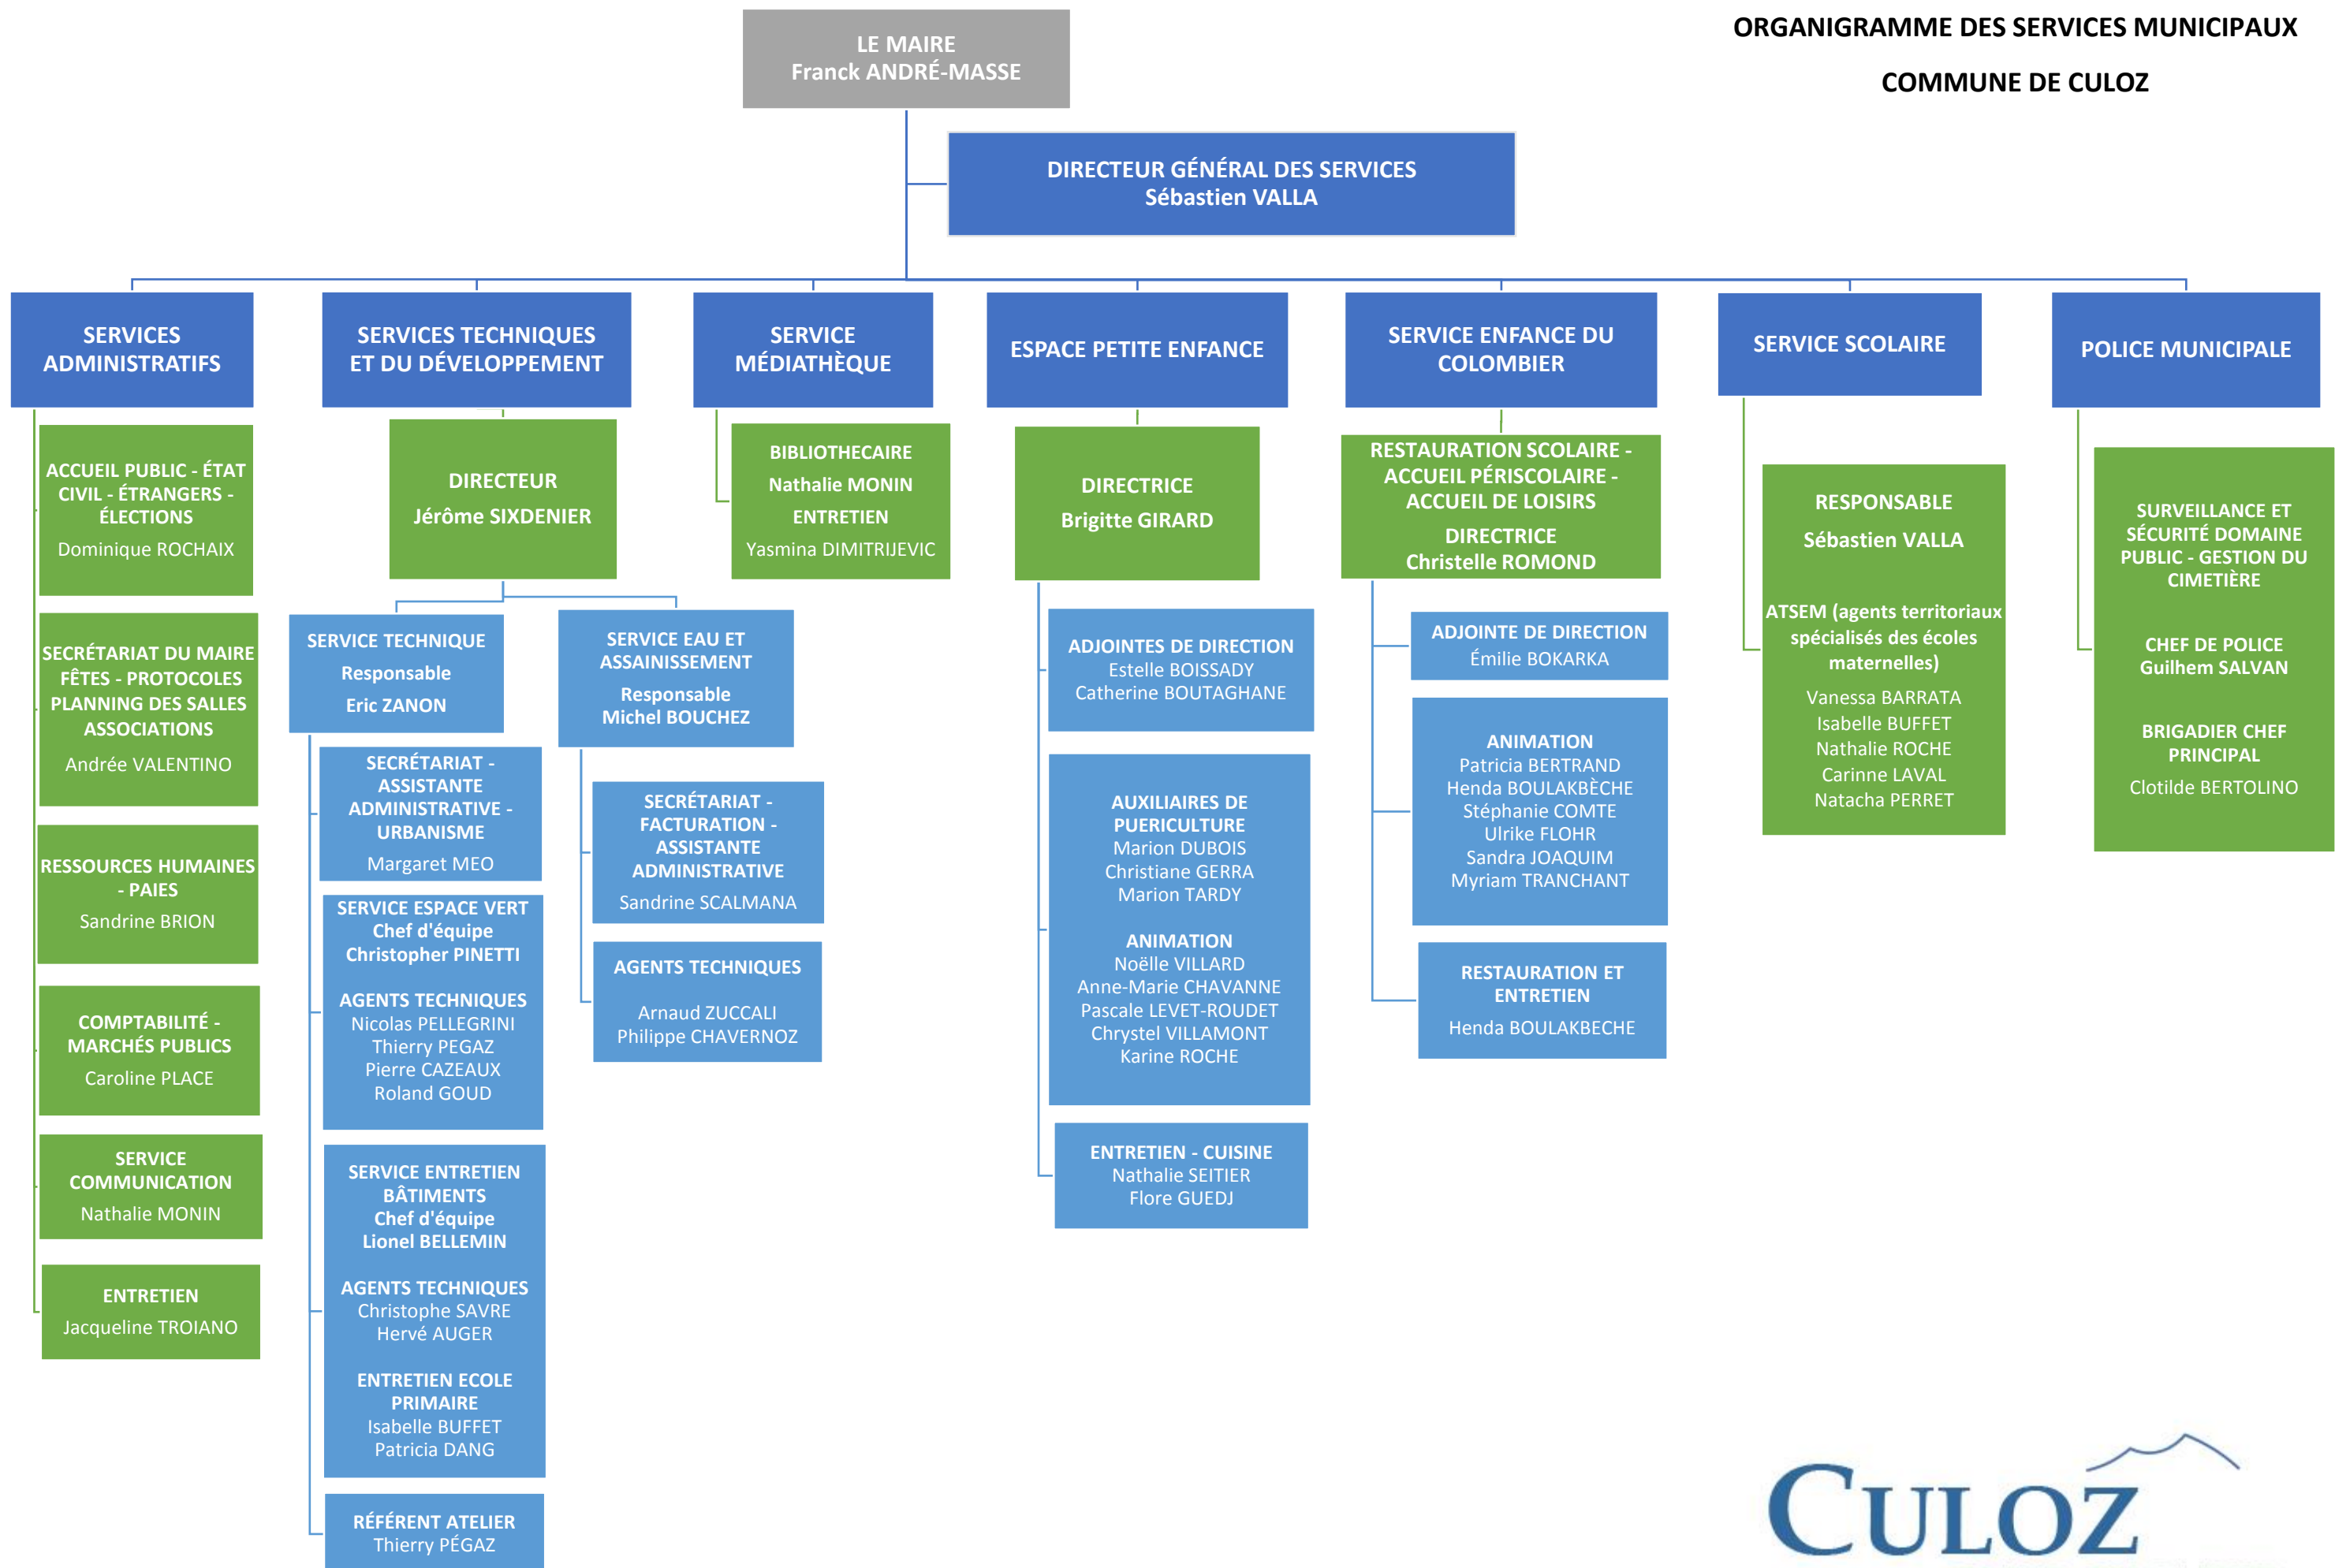 ORGANIGRAMME DES SERVICES MUNICIPAUX
COMMUNE DE CULOZ
LE MAIRE
Franck ANDRÉ-MASSE
DIRECTEUR GÉNÉRAL DES SERVICES
Sébastien VALLA
SERVICES
ADMINISTRATIFS
ACCUEIL PUBLIC - ÉTAT
CIVIL - ÉTRANGERS -
ÉLECTIONS
Dominique ROCHAIX
SECRÉTARIAT DU MAIRE
FÊTES - PROTOCOLES
PLANNING DES SALLES
ASSOCIATIONS
Andrée VALENTINO
RESSOURCES HUMAINES
- PAIES
Sandrine BRION
COMPTABILITÉ -
MARCHÉS PUBLICS
Caroline PLACE
SERVICE
COMMUNICATION
Nathalie MONIN
ENTRETIEN
Jacqueline TROIANO
SERVICES TECHNIQUES
ET DU DÉVELOPPEMENT
DIRECTEUR
Jérôme SIXDENIER
SERVICE TECHNIQUE
Responsable
Eric ZANON
SECRÉTARIAT -
ASSISTANTE
ADMINISTRATIVE -
URBANISME
Margaret MEO
SERVICE ESPACE VERT
Chef d'équipe
Christopher PINETTI
AGENTS TECHNIQUES
Nicolas PELLEGRINI
Thierry PEGAZ
Pierre CAZEAUX
Roland GOUD
SERVICE ENTRETIEN
BÂTIMENTS
Chef d'équipe
Lionel BELLEMIN
AGENTS TECHNIQUES
Christophe SAVRE
Hervé AUGER
ENTRETIEN ECOLE
PRIMAIRE
Isabelle BUFFET
Patricia DANG
RÉFÉRENT ATELIER
Thierry PÉGAZ
SERVICE EAU ET
ASSAINISSEMENT
Responsable
Michel BOUCHEZ
SECRÉTARIAT -
FACTURATION -
ASSISTANTE
ADMINISTRATIVE
Sandrine SCALMANA
AGENTS TECHNIQUES
Arnaud ZUCCALI
Philippe CHAVERNOZ
SERVICE
MÉDIATHÈQUE
BIBLIOTHECAIRE
Nathalie MONIN
ENTRETIEN
Yasmina DIMITRIJEVIC
ESPACE PETITE ENFANCE
DIRECTRICE
Brigitte GIRARD
ADJOINTES DE DIRECTION
Estelle BOISSADY
Catherine BOUTAGHANE
AUXILIAIRES DE
PUERICULTURE
Marion DUBOIS
Christiane GERRA
Marion TARDY
ANIMATION
Noëlle VILLARD
Anne-Marie CHAVANNE
Pascale LEVET-ROUDET
Chrystel VILLAMONT
Karine ROCHE
ENTRETIEN - CUISINE
Nathalie SEITIER
Flore GUEDJ
SERVICE ENFANCE DU
COLOMBIER
RESTAURATION SCOLAIRE -
ACCUEIL PÉRISCOLAIRE -
ACCUEIL DE LOISIRS
DIRECTRICE
Christelle ROMOND
ADJOINTE DE DIRECTION
Émilie BOKARKA
ANIMATION
Patricia BERTRAND
Henda BOULAKBÈCHE
Stéphanie COMTE
Ulrike FLOHR
Sandra JOAQUIM
Myriam TRANCHANT
RESTAURATION ET
ENTRETIEN
Henda BOULAKBECHE
SERVICE SCOLAIRE
RESPONSABLE
Sébastien VALLA
ATSEM (agents territoriaux
spécialisés des écoles
maternelles)
Vanessa BARRATA
Isabelle BUFFET
Nathalie ROCHE
Carinne LAVAL
Natacha PERRET
POLICE MUNICIPALE
SURVEILLANCE ET
SÉCURITÉ DOMAINE
PUBLIC - GESTION DU
CIMETIÈRE
CHEF DE POLICE
Guilhem SALVAN
BRIGADIER CHEF
PRINCIPAL
Clotilde BERTOLINO
CULOZ